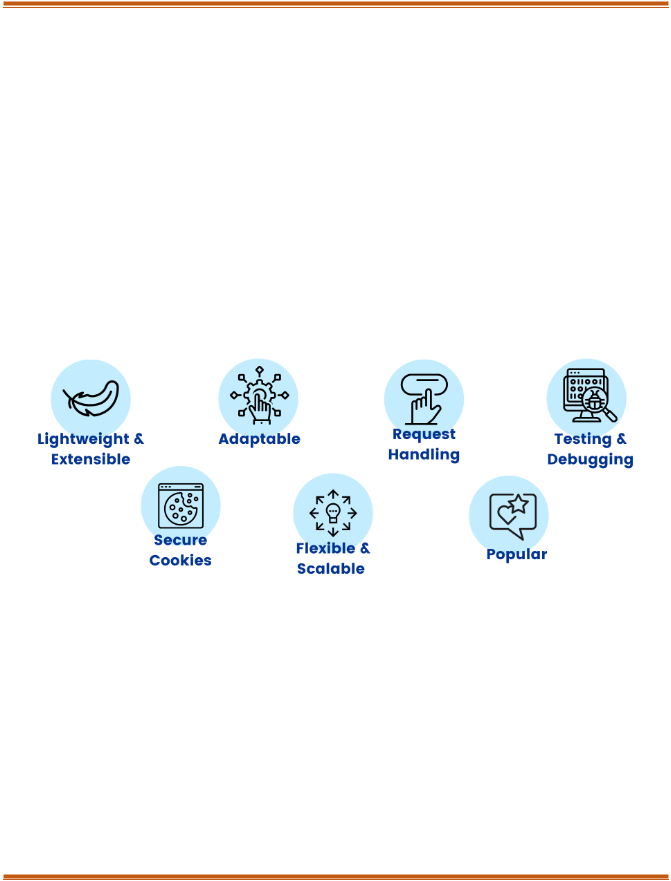 Lightweight &
Extensible
Adaptable
Request
Handling
Testing &
Debugging
Secure
Cookies
Flexible &
Scalable
Popular